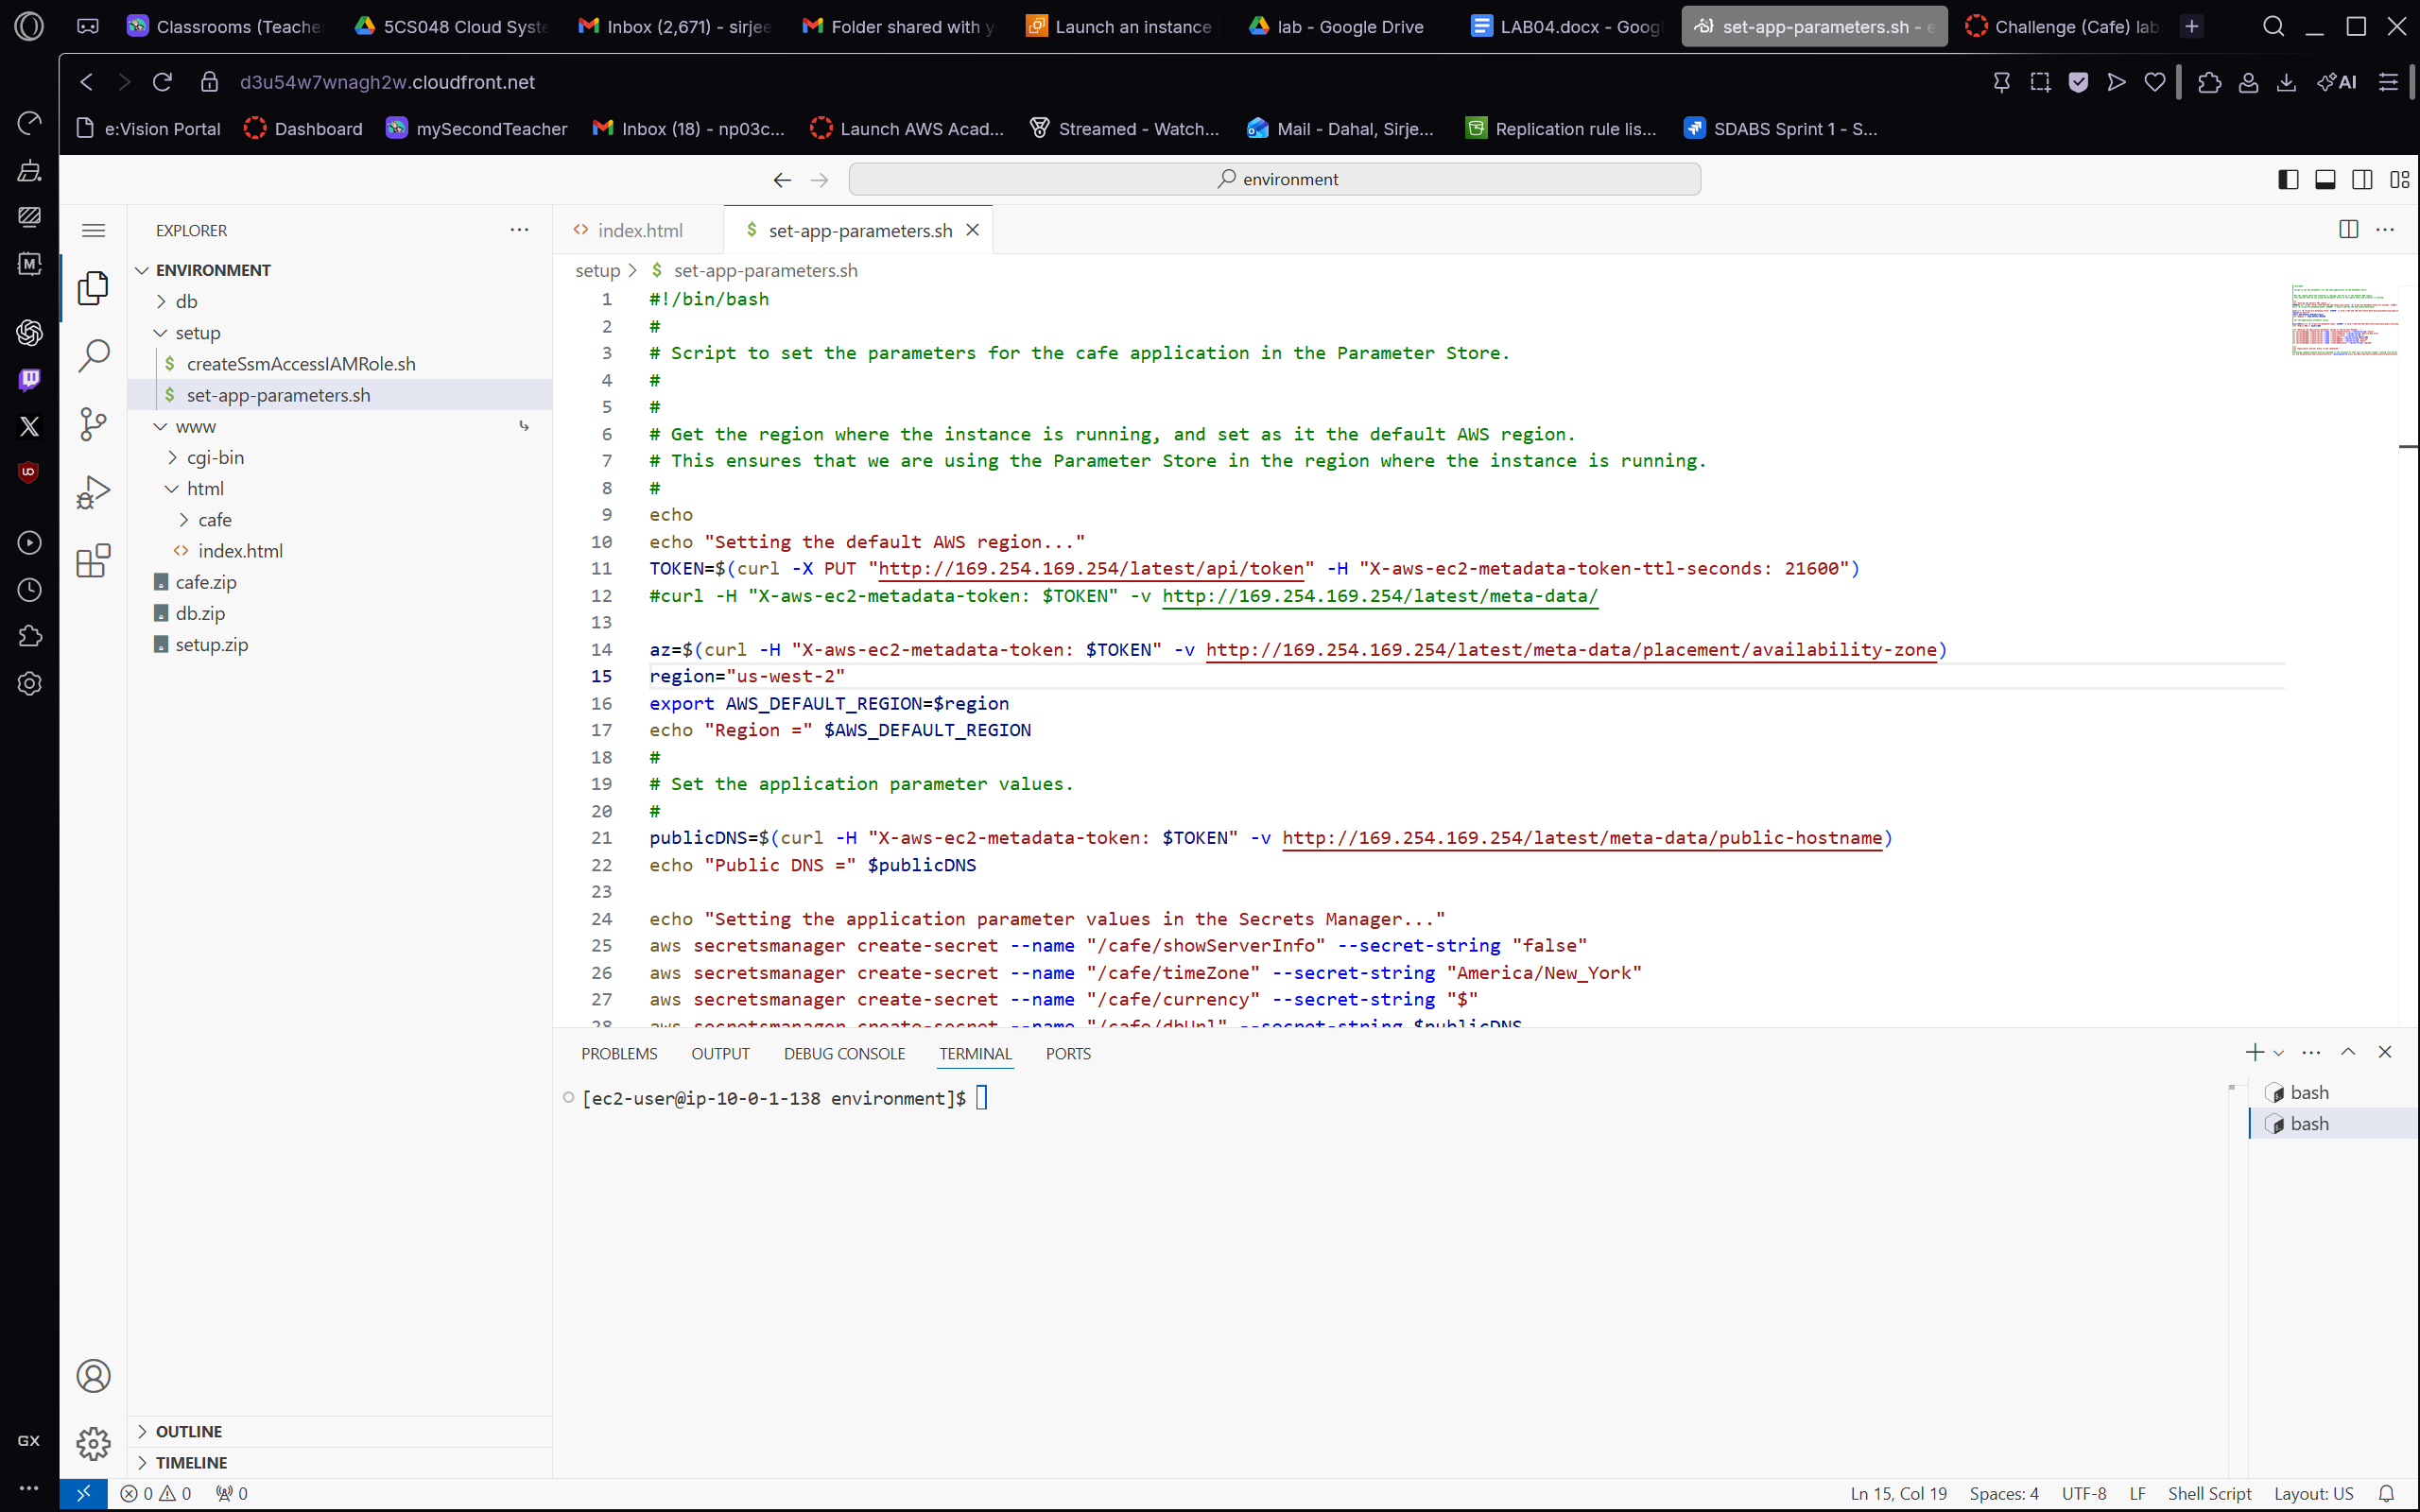 Classrooms (Teache
5CS048 Cloud Syste
Inbox (2,671) - sirjee
Folder shared with y
Launch an instance
lab - Google Drive
LAB04.docx - Goog
set-app-parameters.sh - e
Challenge (Cafe) lab
d3u54w7wnagh2w.cloudfront.net
AI
e:Vision Portal
Dashboard
mySecondTeacher
Inbox (18) - np03c...
Launch AWS Acad...
Streamed - Watch...
Mail - Dahal, Sirje...
Replication rule lis...
SDABS Sprint 1 - S...
environment
EXPLORER
ENVIRONMENT
db
setup
createSsmAccessIAMRole.sh
set-app-parameters.sh
www
cgi-bin
html
cafe
index.html
cafe.zip
db.zip
setup.zip
OUTLINE
TIMELINE
GX
index.html
set-app-parameters.sh
setup > $ set-app-parameters.sh
1 #!/bin/bash
2 #
3 # Script to set the parameters for the cafe application in the Parameter Store.
4 #
5 #
6 # Get the region where the instance is running, and set as it the default AWS region.
7 # This ensures that we are using the Parameter Store in the region where the instance is running.
8 #
9 echo
10 echo "Setting the default AWS region..."
11 TOKEN=$(curl -X PUT "http://169.254.169.254/latest/api/token" -H "X-aws-ec2-metadata-token-ttl-seconds: 21600")
12 #curl -H "X-aws-ec2-metadata-token: $TOKEN" -v http://169.254.169.254/latest/meta-data/
13
14 az=$(curl -H "X-aws-ec2-metadata-token: $TOKEN" -v http://169.254.169.254/latest/meta-data/placement/availability-zone)
15 region="us-west-2"
16 export AWS_DEFAULT_REGION=$region
17 echo "Region =" $AWS_DEFAULT_REGION
18 #
19 # Set the application parameter values.
20 #
21 publicDNS=$(curl -H "X-aws-ec2-metadata-token: $TOKEN" -v http://169.254.169.254/latest/meta-data/public-hostname)
22 echo "Public DNS =" $publicDNS
23
24 echo "Setting the application parameter values in the Secrets Manager..."
25 aws secretsmanager create-secret --name "/cafe/showServerInfo" --secret-string "false"
26 aws secretsmanager create-secret --name "/cafe/timeZone" --secret-string "America/New_York"
27 aws secretsmanager create-secret --name "/cafe/currency" --secret-string "$"
28 aws secretsmanager create-secret --name "/cafe/dbUrl" --secret-string $publicDNS
PROBLEMS
OUTPUT
DEBUG CONSOLE
TERMINAL
PORTS
[ec2-user@ip-10-0-1-138 environment]$
bash
bash
0 0 0
Ln 15, Col 19
Spaces: 4
UTF-8
LF
Shell Script
Layout: US